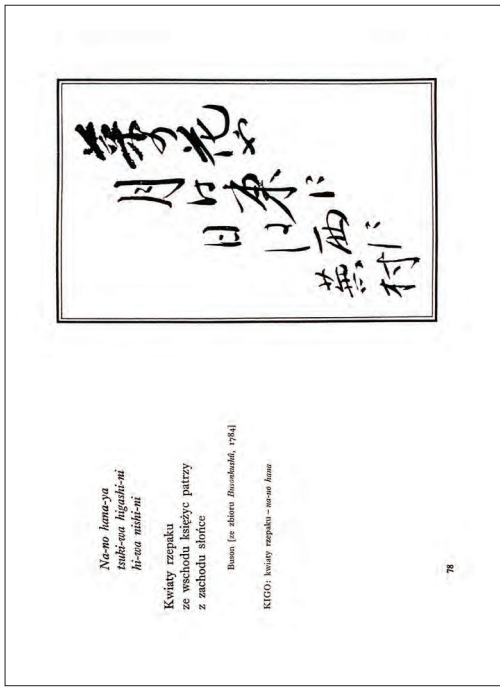 Na-no hana-ya
tsuki-wa higashi-ni
hi-wa nishi-ni
Kwiaty rzepaku
ze wschodu księżyc patrzy
z zachodu słońce
Buson [ze zbioru Busonkushū, 1784]
KIGO: kwiaty rzepaku – na-no hana
78
菜の花や
月は東に
日は西に
蕪村